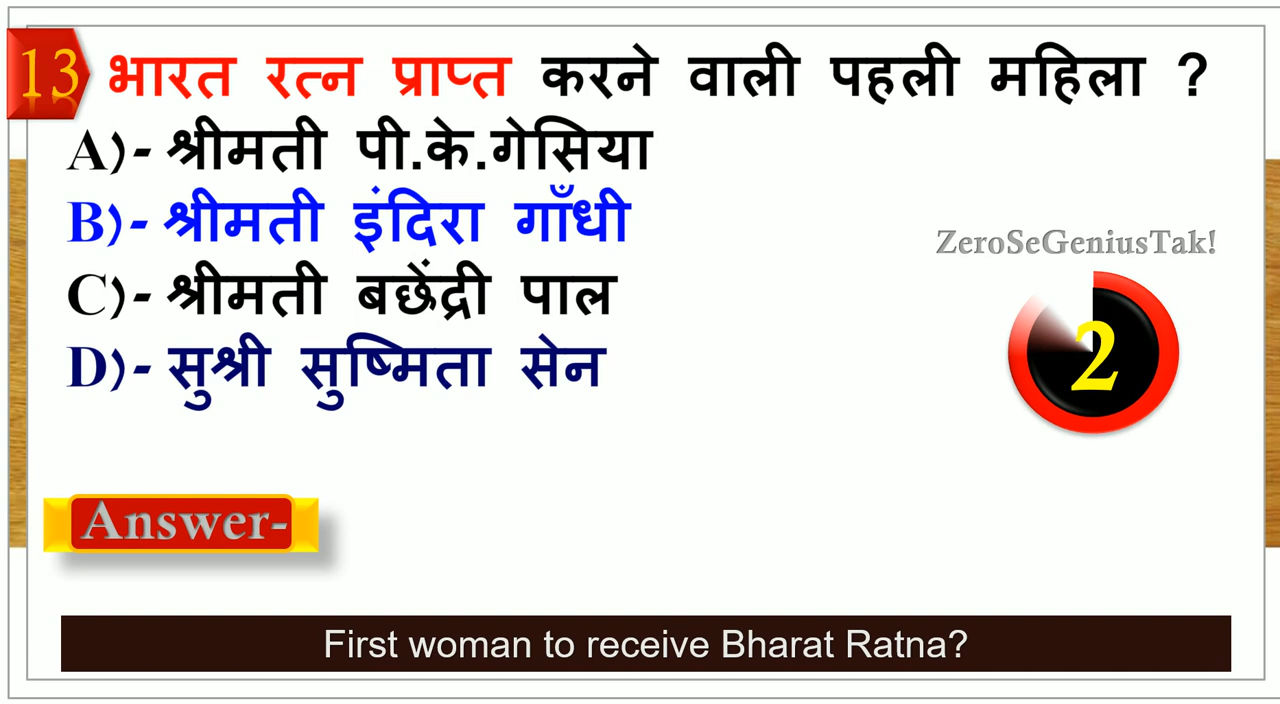 13 भारत रत्न प्राप्त करने वाली पहली महिला ?
A)- श्रीमती पी.के.गेसिया
B)- श्रीमती इंदिरा गाँधी
C)- श्रीमती बछेंद्री पाल
D)- सुश्री सुष्मिता सेन
ZeroSeGeniusTak!
2
Answer-
First woman to receive Bharat Ratna?